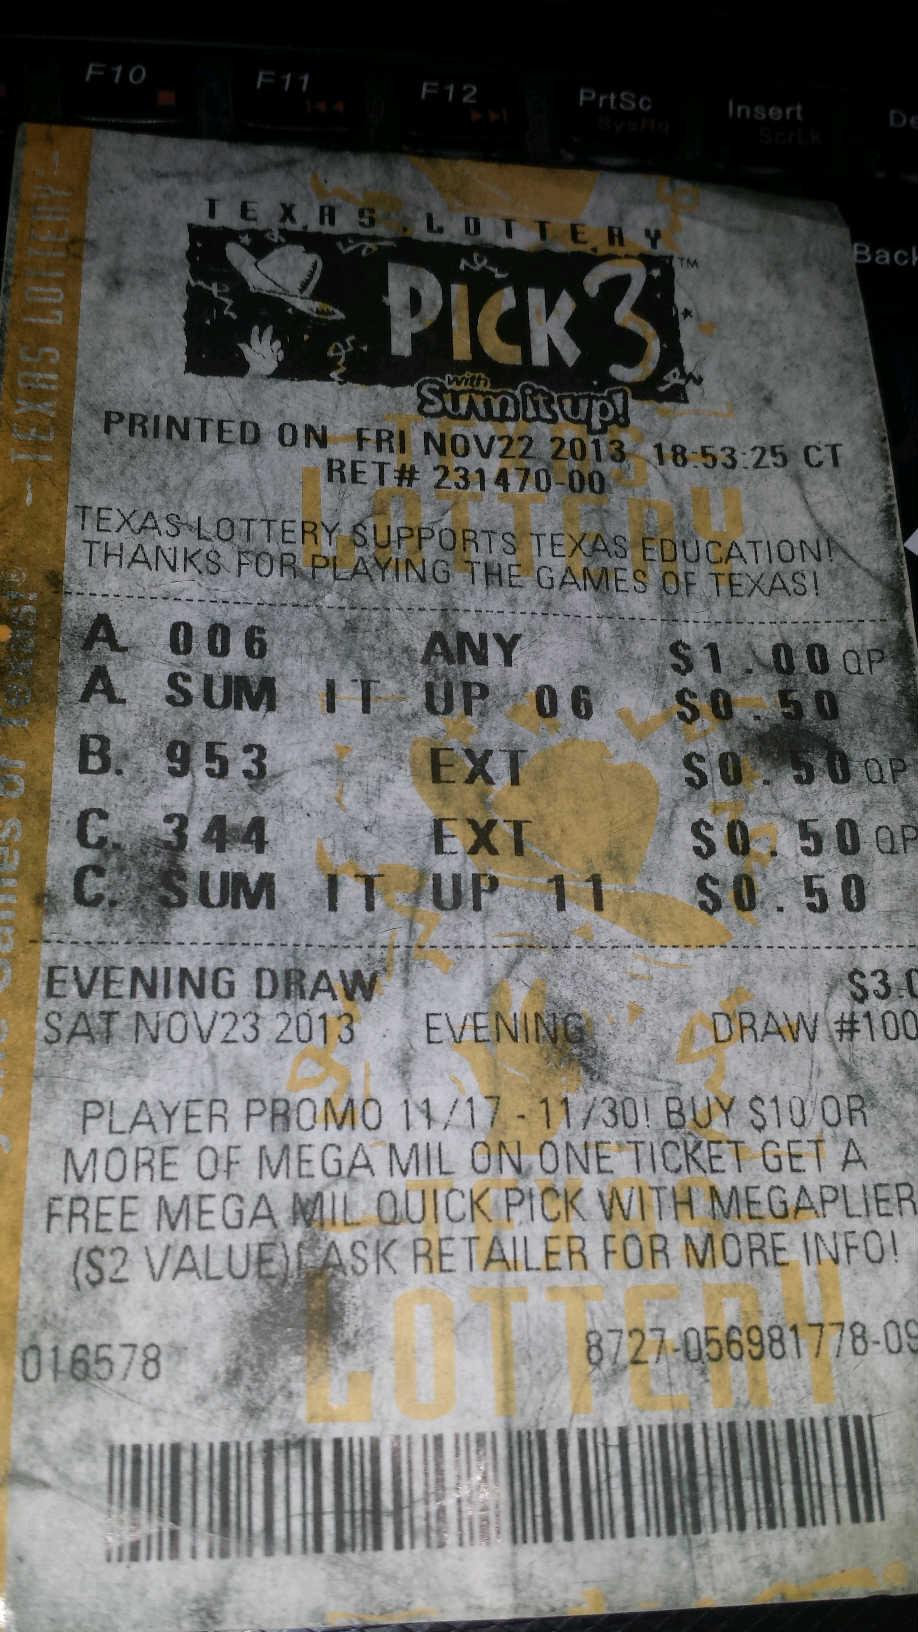 F10 F11 F12 PrtSc Insert De
SysRq ScrLk
Back
TEXAS LOTTERY
PICK 3™
with
Sum it up!
PRINTED ON FRI NOV22 2013 18:53:25 CT
RET# 231470-00
TEXAS LOTTERY SUPPORTS TEXAS EDUCATION!
THANKS FOR PLAYING THE GAMES OF TEXAS!
A. 006 ANY $1.00 QP
A. SUM IT UP 06 $0.50
B. 953 EXT $0.50 QP
C. 344 EXT $0.50 QP
C. SUM IT UP 11 $0.50
EVENING DRAW $3.0
SAT NOV23 2013 EVENING DRAW #100
PLAYER PROMO 11/17 - 11/30! BUY $10 OR
MORE OF MEGA MIL ON ONE TICKET GET A
FREE MEGA MIL QUICK PICK WITH MEGAPLIER
($2 VALUE)! ASK RETAILER FOR MORE INFO!
016578 8727-056981778-09
TEXAS
LOTTERY
TEXAS
LOTTERY
- TEXAS LOTTERY -
Games of Texas®